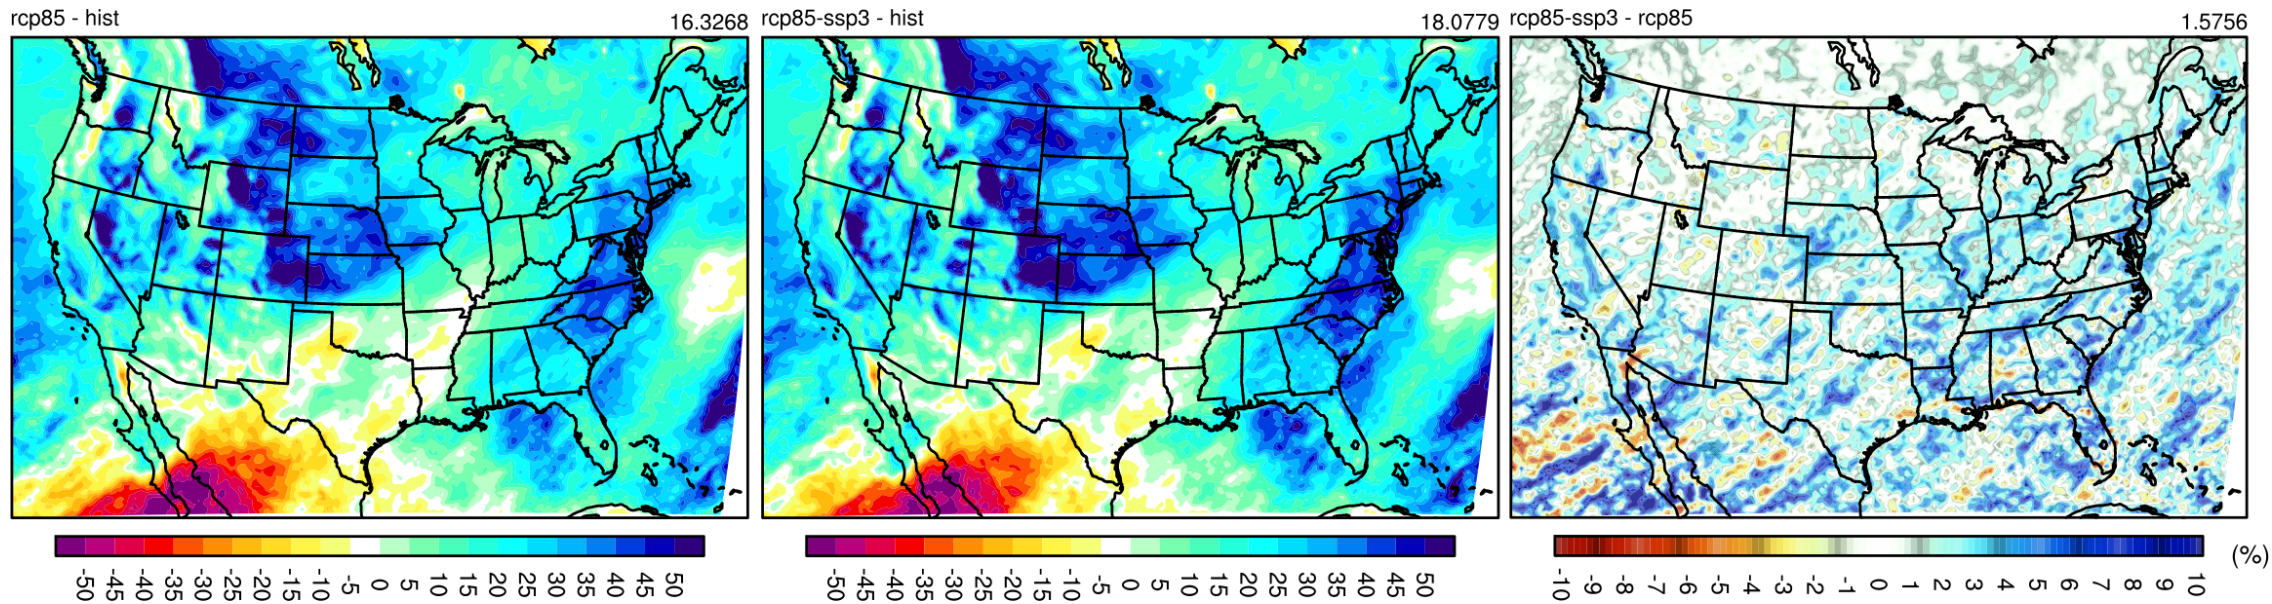 rcp85 - hist 16.3268
rcp85-ssp3 - hist 18.0779
rcp85-ssp3 - rcp85 1.5756
-50 -45 -40 -35 -30 -25 -20 -15 -10 -5 0 5 10 15 20 25 30 35 40 45 50
-50 -45 -40 -35 -30 -25 -20 -15 -10 -5 0 5 10 15 20 25 30 35 40 45 50
-10 -9 -8 -7 -6 -5 -4 -3 -2 -1 0 1 2 3 4 5 6 7 8 9 10
(%)